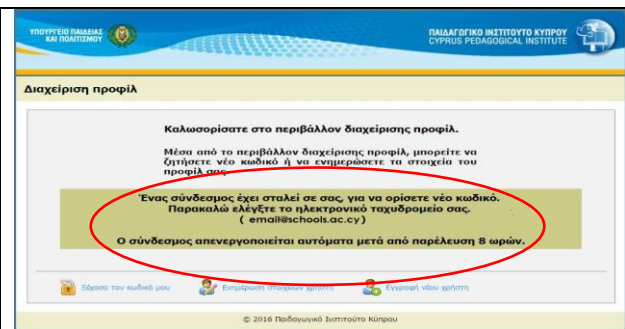 ΥΠΟΥΡΓΕΙΟ ΠΑΙΔΕΙΑΣ
ΚΑΙ ΠΟΛΙΤΙΣΜΟΥ
ΠΑΙΔΑΓΩΓΙΚΟ ΙΝΣΤΙΤΟΥΤΟ ΚΥΠΡΟΥ
CYPRUS PEDAGOGICAL INSTITUTE
Διαχείριση προφίλ
Καλωσορίσατε στο περιβάλλον διαχείρισης προφίλ.
Μέσα από το περιβάλλον διαχείρισης προφίλ, μπορείτε να
ζητήσετε νέο κωδικό ή να ενημερώσετε τα στοιχεία του
προφίλ σας.
Ένας σύνδεσμος έχει σταλεί σε σας, για να ορίσετε νέο κωδικό.
Παρακαλώ ελέγξτε το ηλεκτρονικό ταχυδρομείο σας.
( email@schools.ac.cy)
Ο σύνδεσμος απενεργοποιείται αυτόματα μετά από παρέλευση 8 ωρών.
Ξέχασα τον κωδικό μου Ενημέρωση στοιχείων χρήστη Εγγραφή νέου χρήστη
© 2016 Παιδαγωγικό Ινστιτούτο Κύπρου